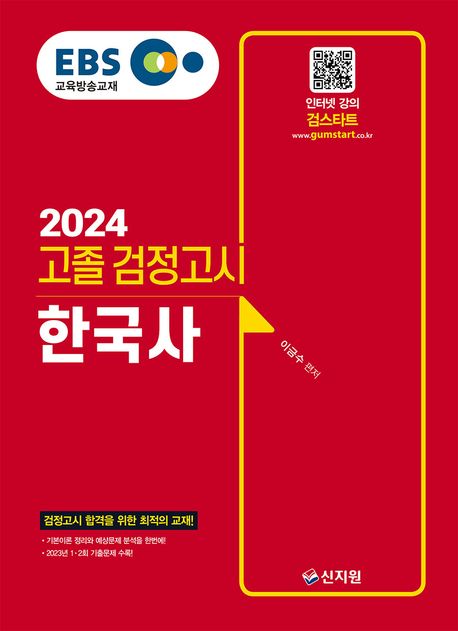 EBS
교육방송교재
인터넷 강의
검스타트
www.gumstart.co.kr
2024
고졸 검정고시
한국사
이금수 편저
검정고시 합격을 위한 최적의 교재!
· 기본이론 정리와 예상문제 분석을 한번에!
· 2023년 1·2회 기출문제 수록!
신지원